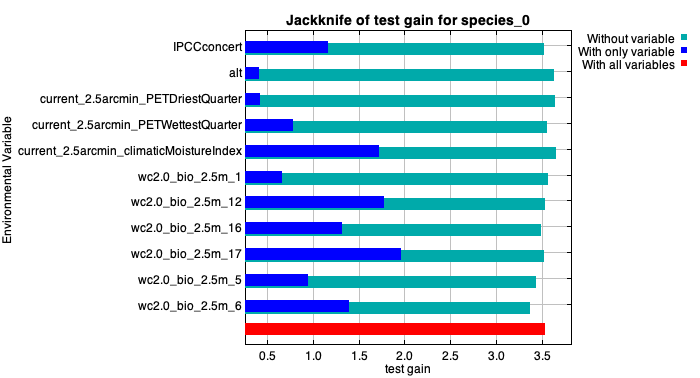 Jackknife of test gain for species_0
Without variable
With only variable
With all variables
Environmental Variable
IPCCconcert
alt
current_2.5arcmin_PETDriestQuarter
current_2.5arcmin_PETWettestQuarter
current_2.5arcmin_climaticMoistureIndex
wc2.0_bio_2.5m_1
wc2.0_bio_2.5m_12
wc2.0_bio_2.5m_16
wc2.0_bio_2.5m_17
wc2.0_bio_2.5m_5
wc2.0_bio_2.5m_6
0.5 1.0 1.5 2.0 2.5 3.0 3.5
test gain